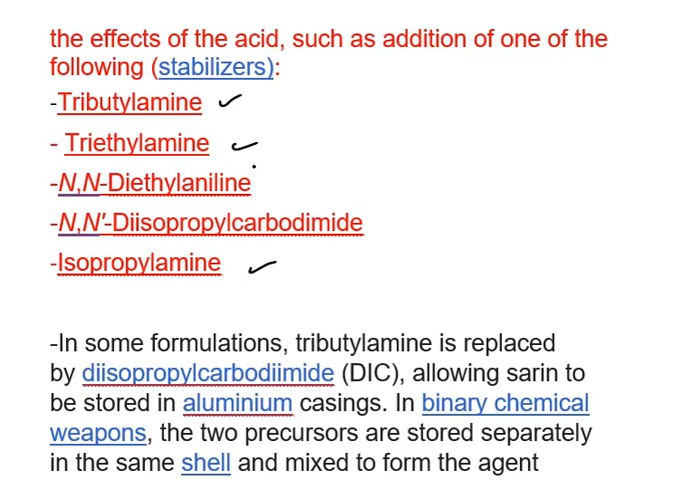 the effects of the acid, such as addition of one of the
following (stabilizers):
-Tributylamine
- Triethylamine
-N,N-Diethylaniline
-N,N'-Diisopropylcarbodimide
-Isopropylamine
-In some formulations, tributylamine is replaced
by diisopropylcarbodiimide (DIC), allowing sarin to
be stored in aluminium casings. In binary chemical
weapons, the two precursors are stored separately
in the same shell and mixed to form the agent